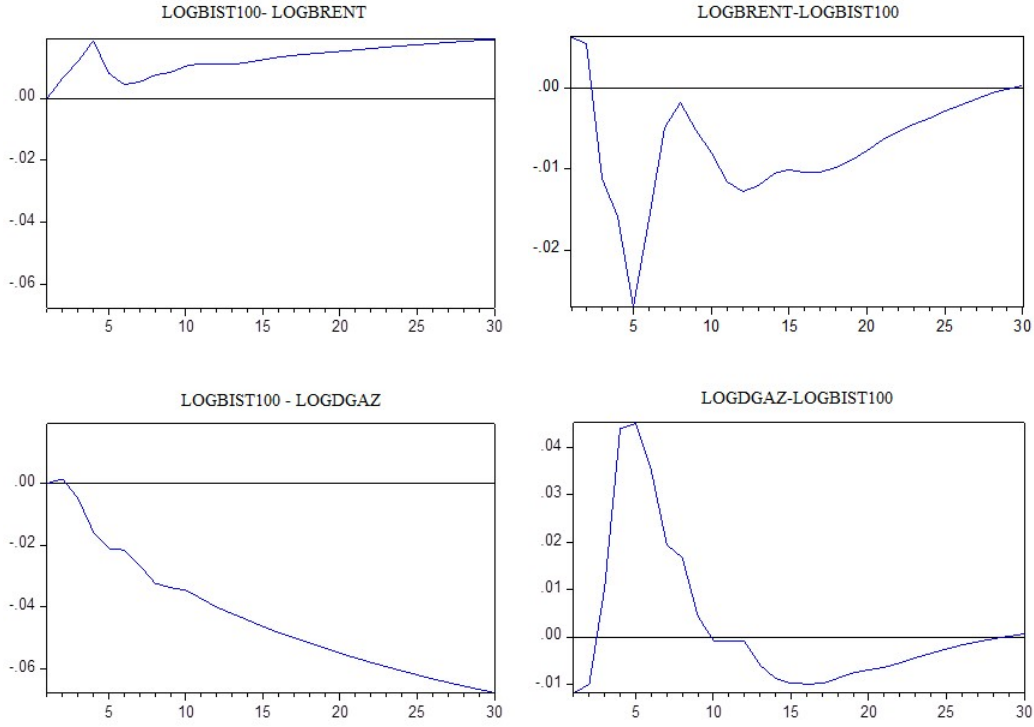 LOGBIST100- LOGBRENT
.00
-.02
-.04
-.06
5 10 15 20 25 30
LOGBRENT-LOGBIST100
.00
-.01
-.02
5 10 15 20 25 30
LOGBIST100 - LOGDGAZ
.00
-.02
-.04
-.06
5 10 15 20 25 30
LOGDGAZ-LOGBIST100
.04
.03
.02
.01
.00
-.01
5 10 15 20 25 30